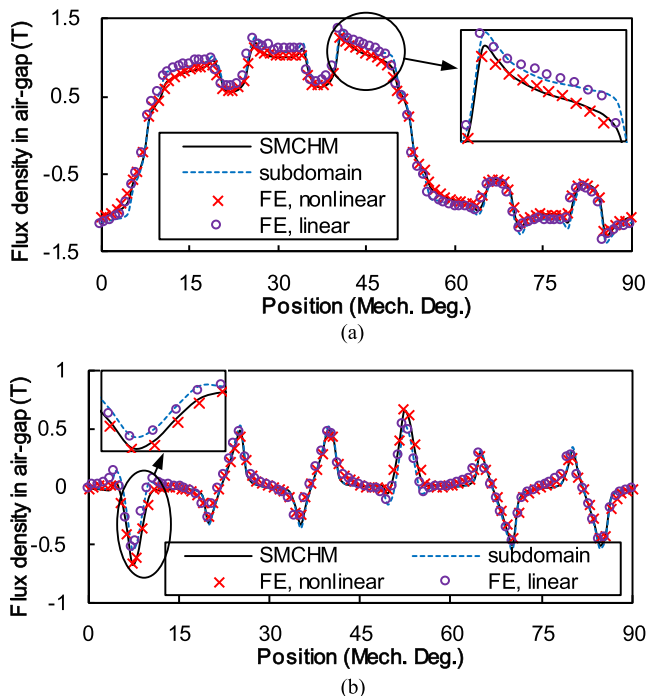 Flux density in air-gap (T)
1.5
0.5
-0.5
-1.5
SMCHM
subdomain
FE, nonlinear
FE, linear
0 15 30 45 60 75 90
Position (Mech. Deg.)
(a)
Flux density in air-gap (T)
1
0.5
0
-0.5
-1
SMCHM subdomain
FE, nonlinear FE, linear
0 15 30 45 60 75 90
Position (Mech. Deg.)
(b)